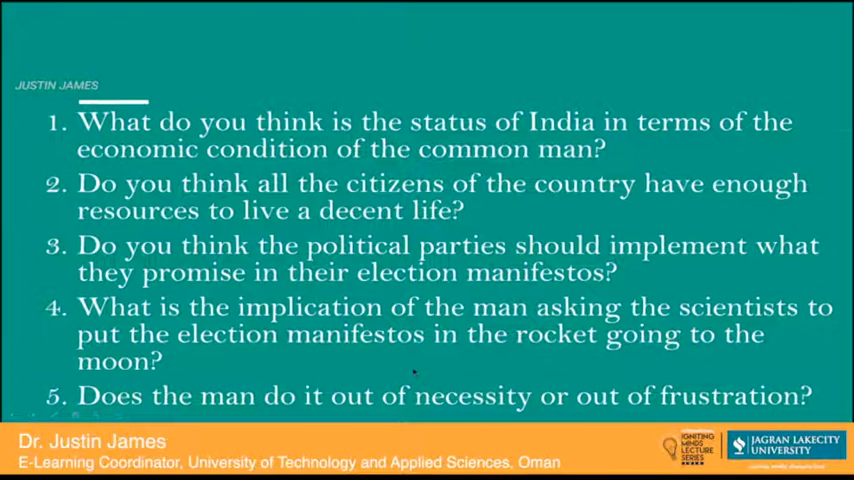 JUSTIN JAMES
1. What do you think is the status of India in terms of the
economic condition of the common man?
2. Do you think all the citizens of the country have enough
resources to live a decent life?
3. Do you think the political parties should implement what
they promise in their election manifestos?
4. What is the implication of the man asking the scientists to
put the election manifestos in the rocket going to the
moon?
5. Does the man do it out of necessity or out of frustration?
Dr. Justin James
E-Learning Coordinator, University of Technology and Applied Sciences, Oman
IGNITING
MINDS
LECTURE
SERIES
JAGRAN LAKECITY
UNIVERSITY